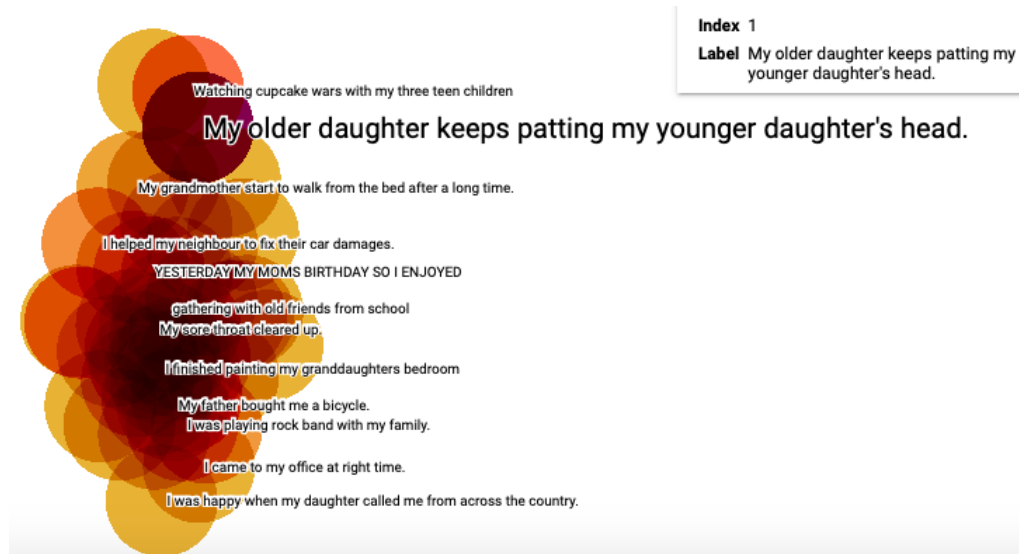 Index 1
Label My older daughter keeps patting my
younger daughter's head.
Watching cupcake wars with my three teen children
My older daughter keeps patting my younger daughter's head.
My grandmother start to walk from the bed after a long time.
I helped my neighbour to fix their car damages.
YESTERDAY MY MOMS BIRTHDAY SO I ENJOYED
gathering with old friends from school
My sore throat cleared up.
I finished painting my granddaughters bedroom
My father bought me a bicycle.
I was playing rock band with my family.
I came to my office at right time.
I was happy when my daughter called me from across the country.